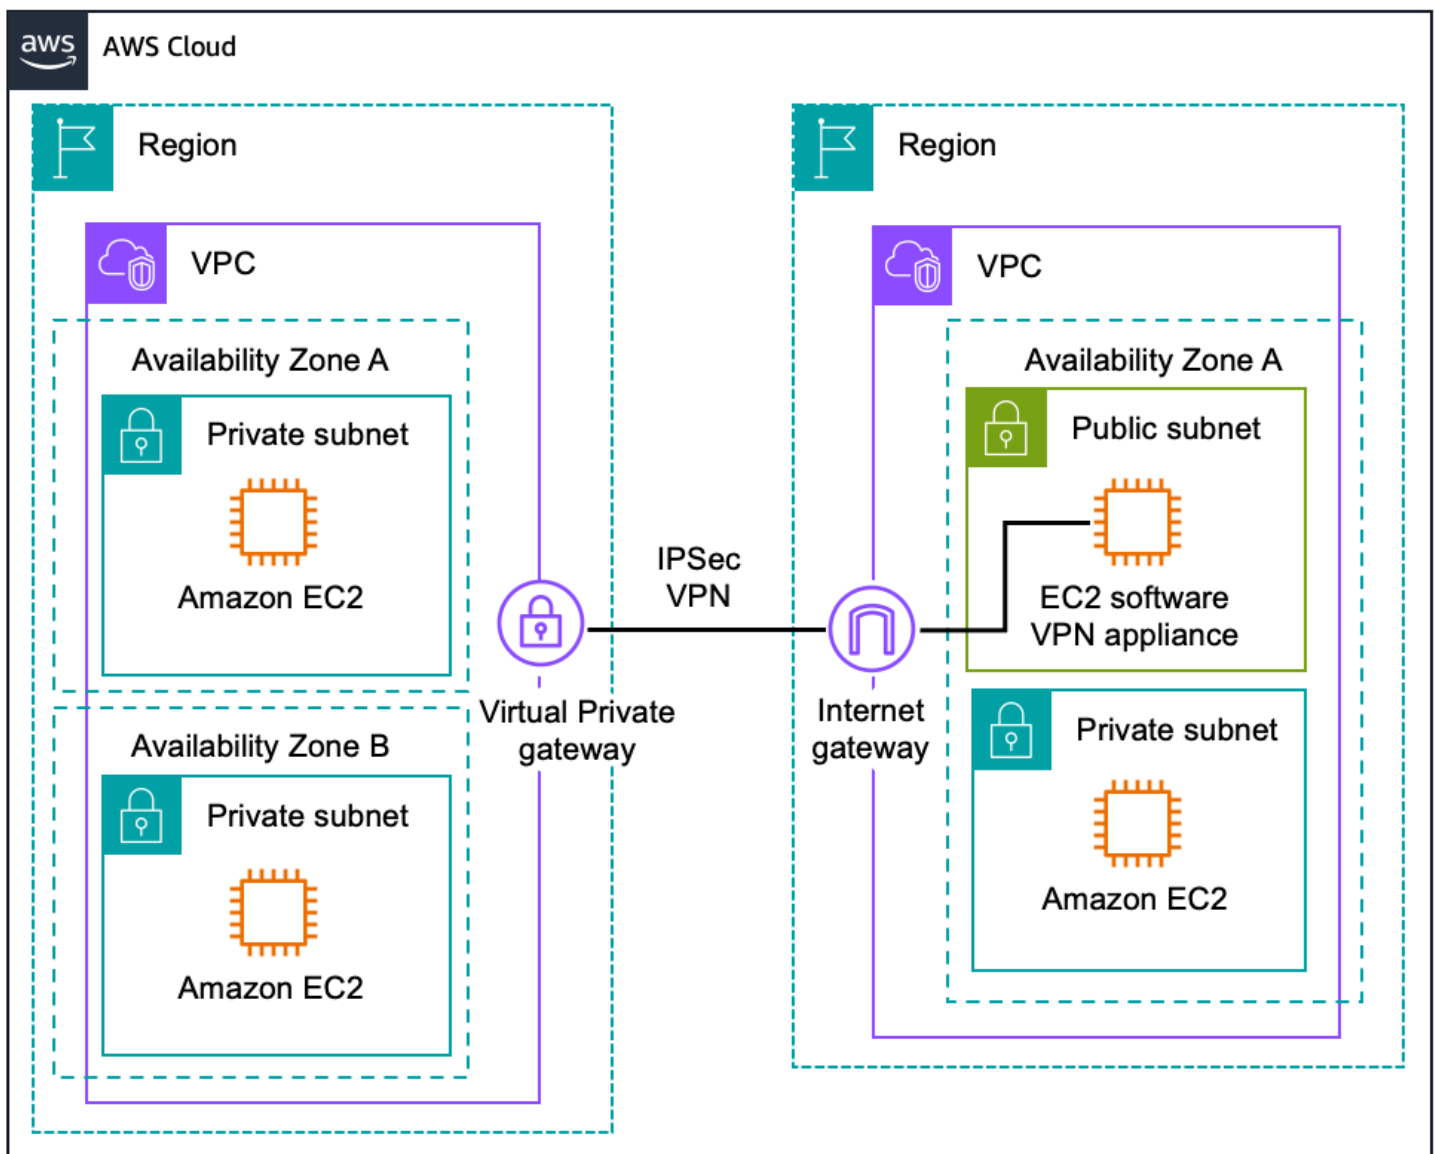 aws
AWS Cloud
Region
VPC
Availability Zone A
Private subnet
Amazon EC2
Availability Zone B
Private subnet
Amazon EC2
Virtual Private
gateway
IPSec
VPN
Region
VPC
Internet
gateway
Availability Zone A
Public subnet
EC2 software
VPN appliance
Private subnet
Amazon EC2